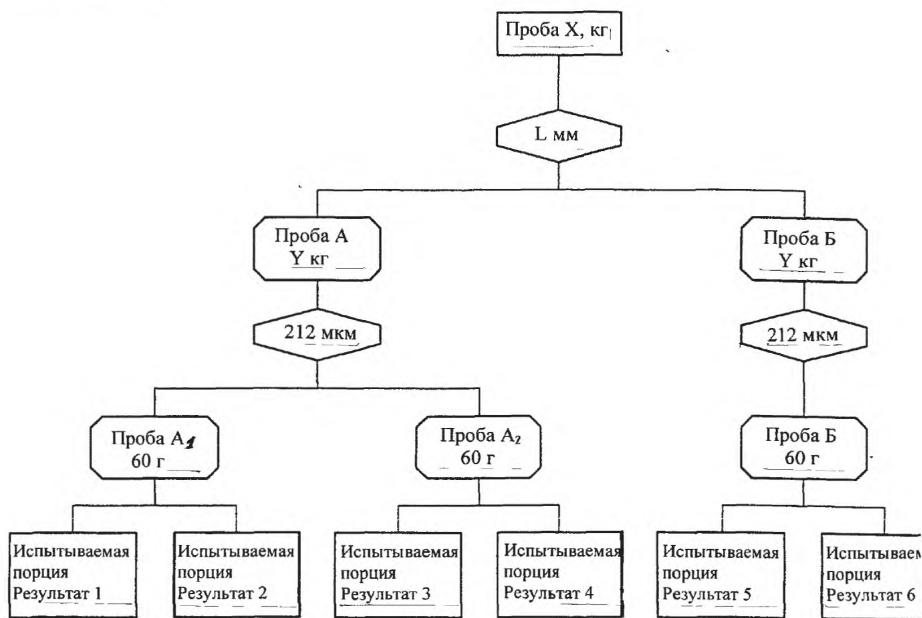 Проба X, кг
L мм
Проба А
Y кг
Проба Б
Y кг
212 мкм
212 мкм
Проба А1
60 г
Проба А2
60 г
Проба Б
60 г
Испытываемая
порция
Результат 1
Испытываемая
порция
Результат 2
Испытываемая
порция
Результат 3
Испытываемая
порция
Результат 4
Испытываемая
порция
Результат 5
Испытываем
порция
Результат 6